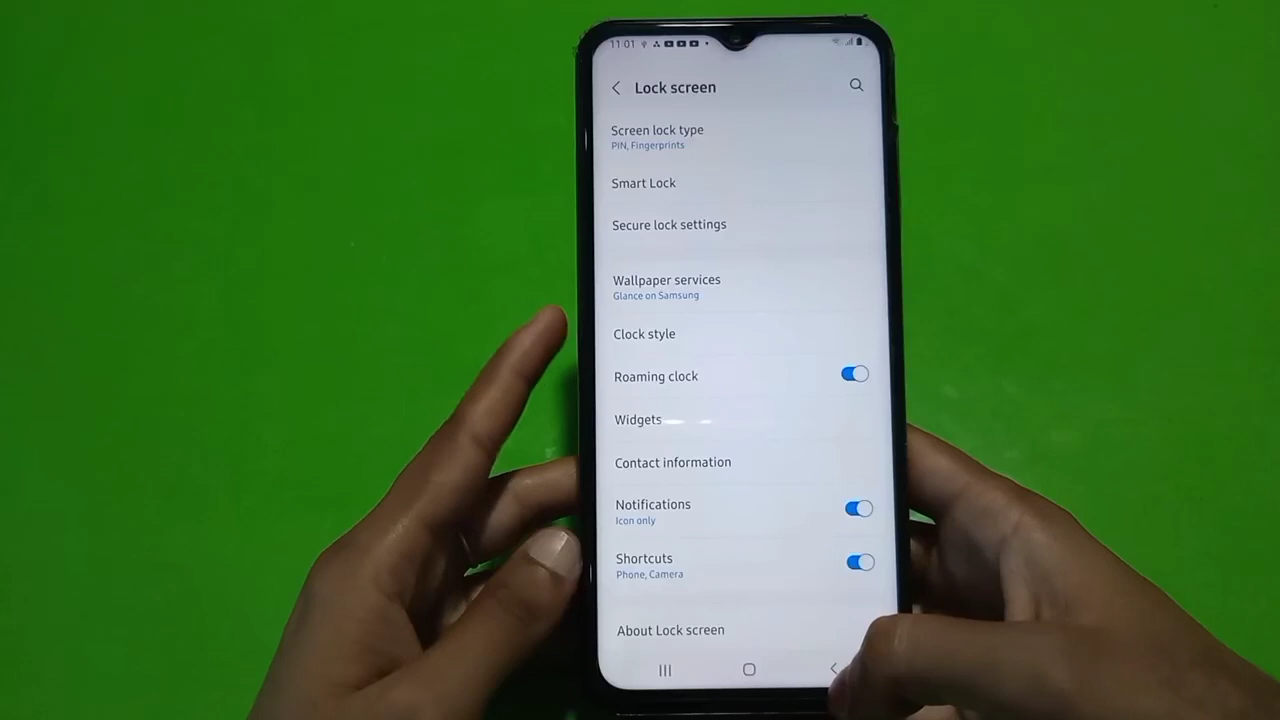 11:01
Lock screen
Screen lock type
PIN, Fingerprints
Smart Lock
Secure lock settings
Wallpaper services
Glance on Samsung
Clock style
Roaming clock
Widgets
Contact information
Notifications
Icon only
Shortcuts
Phone, Camera
About Lock screen